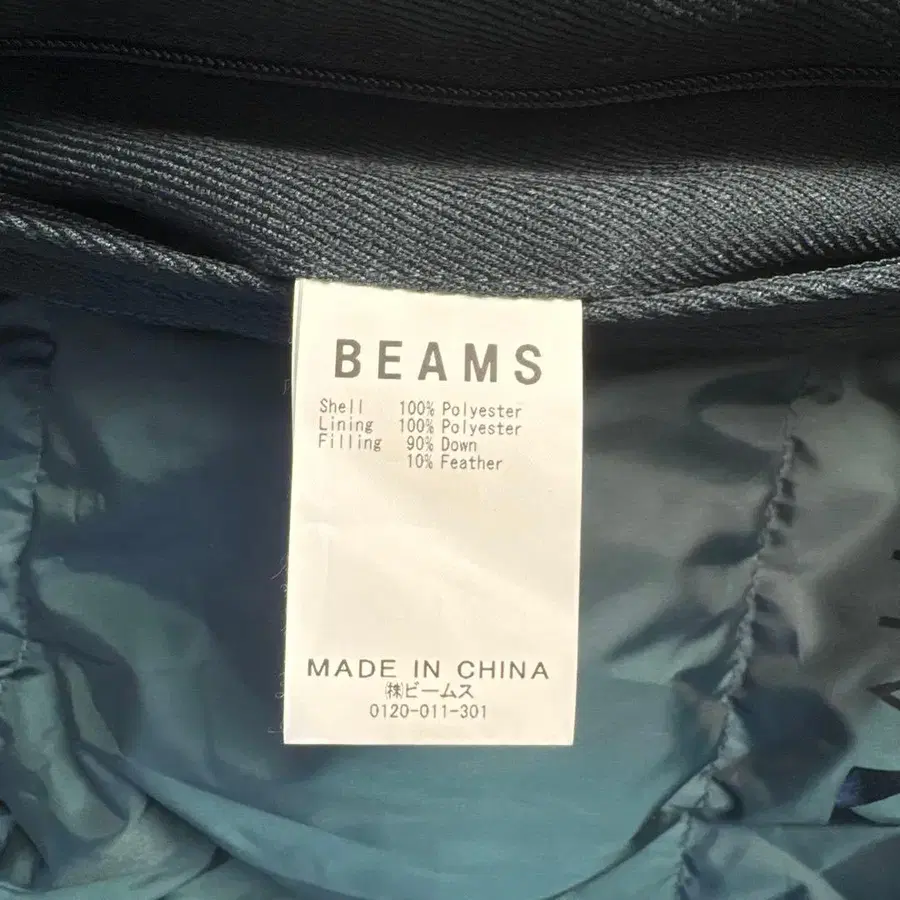 BEAMS
Shell 100% Polyester
Lining 100% Polyester
Filling 90% Down
10% Feather
MADE IN CHINA
㈱ビームス
0120-011-301